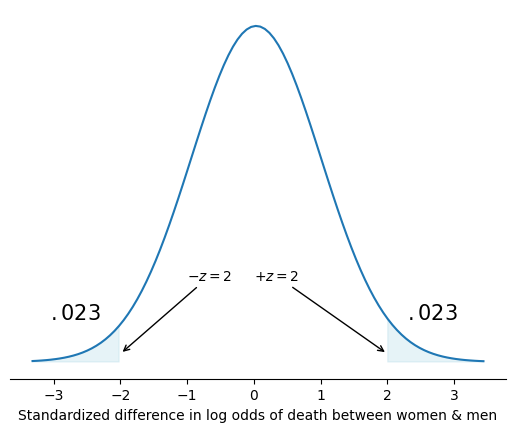 −z = 2 +z = 2
.023 .023
−3 −2 −1 0 1 2 3
Standardized difference in log odds of death between women & men